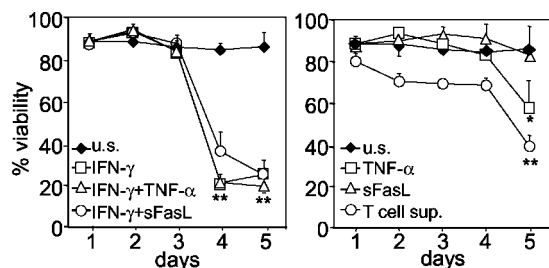 100
80
60
40
20
0
% viability
u.s.
IFN-γ
IFN-γ+TNF-α
IFN-γ+sFasL
**
**
1 2 3 4 5
days
100
80
60
40
20
0
u.s.
TNF-α
sFasL
T cell sup.
*
**
1 2 3 4 5
days